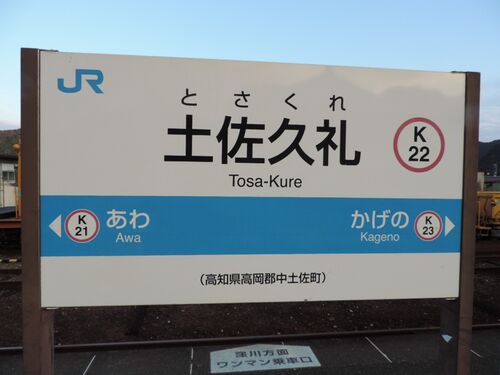 JR
とさくれ
土佐久礼
Tosa-Kure
K
22
K
21
あわ
Awa
かげの
Kageno
K
23
(高知県高岡郡中土佐町)
窪川方面
ワンマン乗車口